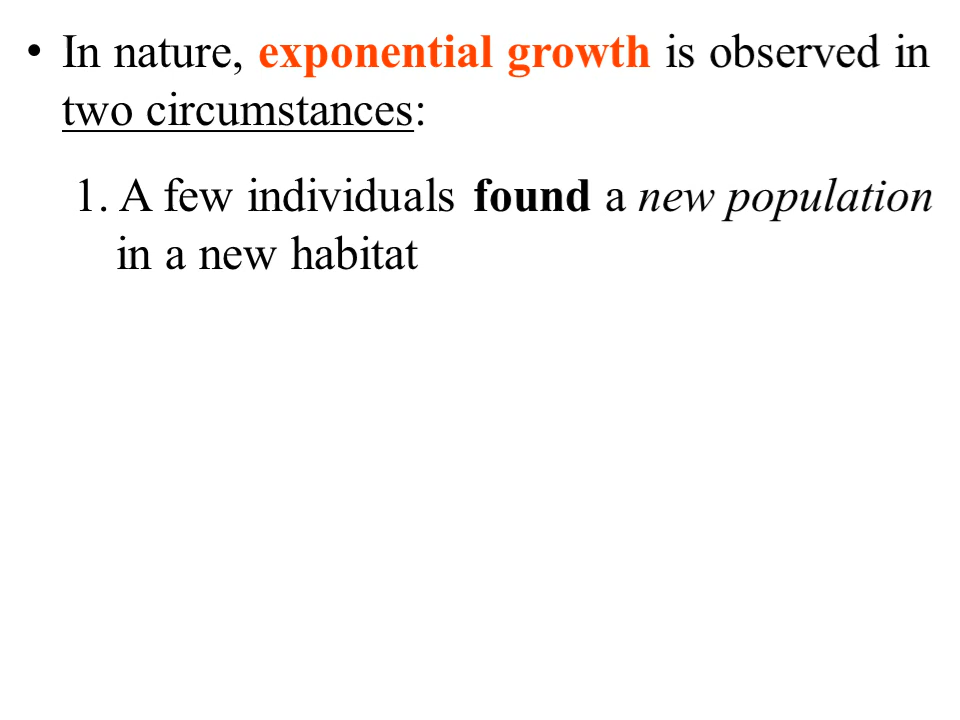 • In nature, exponential growth is observed in
two circumstances:
1. A few individuals found a new population
in a new habitat